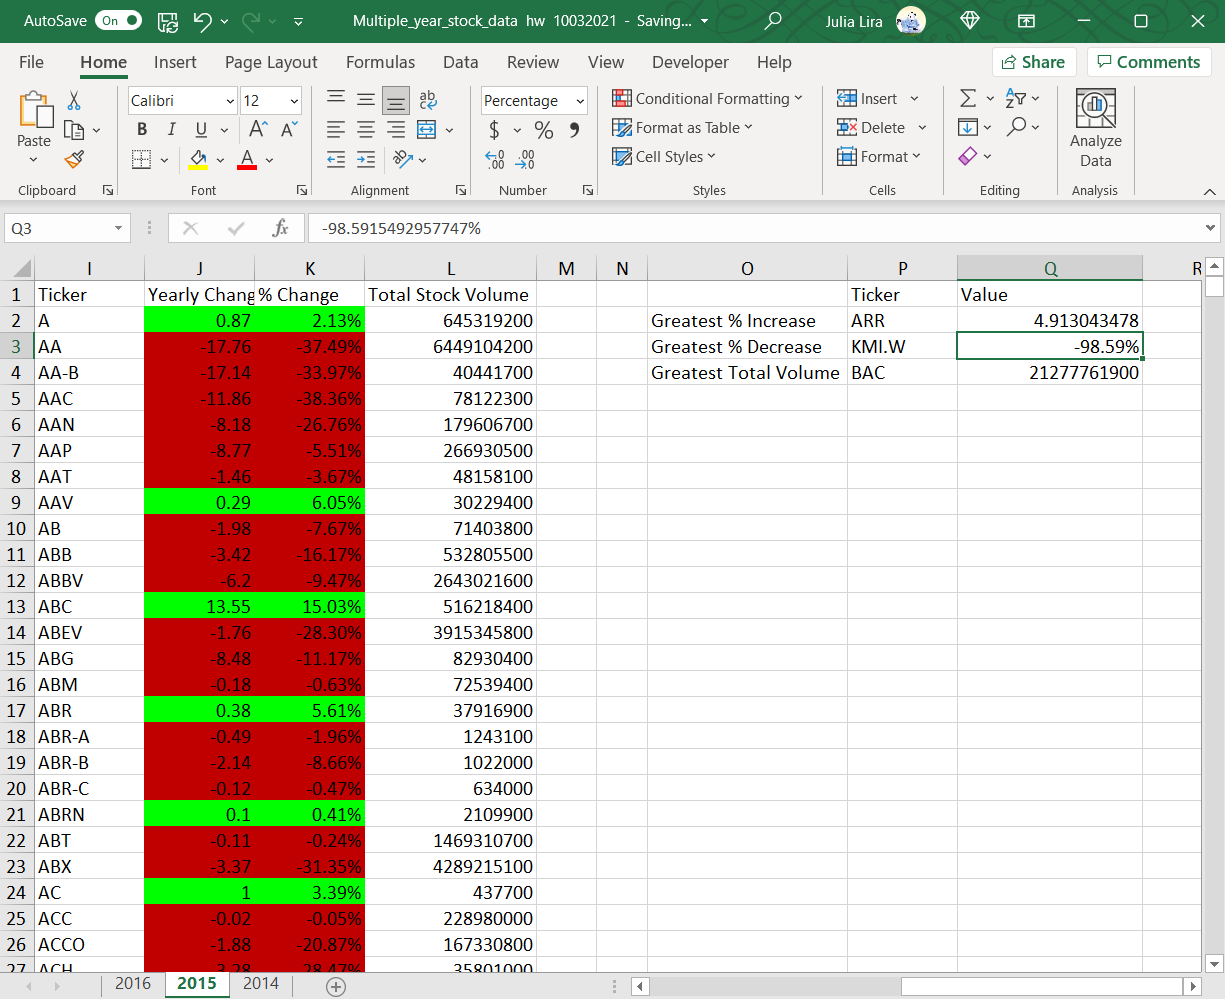 AutoSave On Multiple_year_stock_data hw 10032021 - Saving... Julia Lira
File Home Insert Page Layout Formulas Data Review View Developer Help Share Comments
Calibri 12 Percentage Conditional Formatting Insert
Paste B I U A A $ % Format as Table Delete Analyze Data
A Cell Styles Format
Clipboard Font Alignment Number Styles Cells Editing Analysis
Q3 fx -98.5915492957747%
I J K L M N O P Q R
1 Ticker Yearly Chang % Change Total Stock Volume Ticker Value
2 A 0.87 2.13% 645319200 Greatest % Increase ARR 4.913043478
3 AA -17.76 -37.49% 6449104200 Greatest % Decrease KMI.W -98.59%
4 AA-B -17.14 -33.97% 40441700 Greatest Total Volume BAC 21277761900
5 AAC -11.86 -38.36% 78122300
6 AAN -8.18 -26.76% 179606700
7 AAP -8.77 -5.51% 266930500
8 AAT -1.46 -3.67% 48158100
9 AAV 0.29 6.05% 30229400
10 AB -1.98 -7.67% 71403800
11 ABB -3.42 -16.17% 532805500
12 ABBV -6.2 -9.47% 2643021600
13 ABC 13.55 15.03% 516218400
14 ABEV -1.76 -28.30% 3915345800
15 ABG -8.48 -11.17% 82930400
16 ABM -0.18 -0.63% 72539400
17 ABR 0.38 5.61% 37916900
18 ABR-A -0.49 -1.96% 1243100
19 ABR-B -2.14 -8.66% 1022000
20 ABR-C -0.12 -0.47% 634000
21 ABRN 0.1 0.41% 2109900
22 ABT -0.11 -0.24% 1469310700
23 ABX -3.37 -31.35% 4289215100
24 AC 1 3.39% 437700
25 ACC -0.02 -0.05% 228980000
26 ACCO -1.88 -20.87% 167330800
27 ACH -3.28 -28.47% 35801000
2016 2015 2014